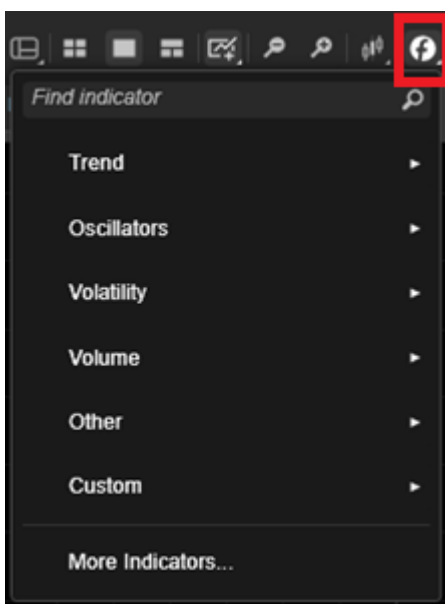 Find indicator
Trend
Oscillators
Volatility
Volume
Other
Custom
More Indicators...